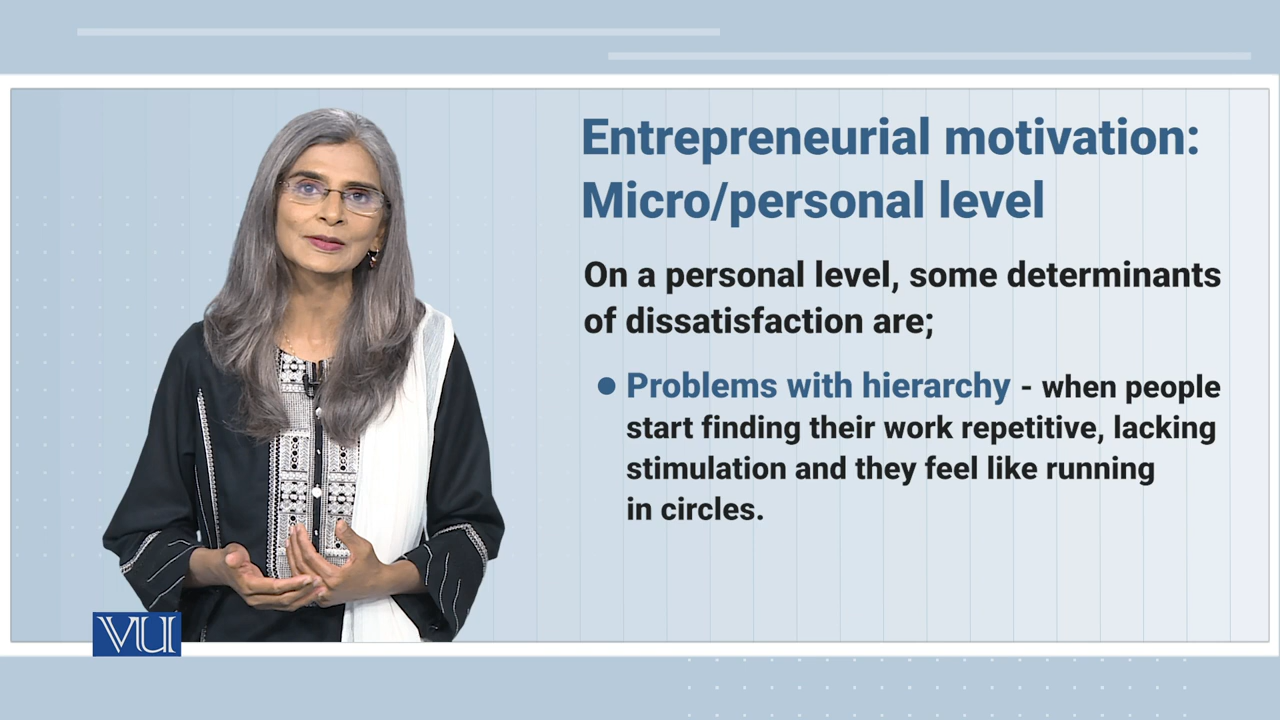 Entrepreneurial motivation:
Micro/personal level
On a personal level, some determinants
of dissatisfaction are;
Problems with hierarchy - when people
start finding their work repetitive, lacking
stimulation and they feel like running
in circles.
VU